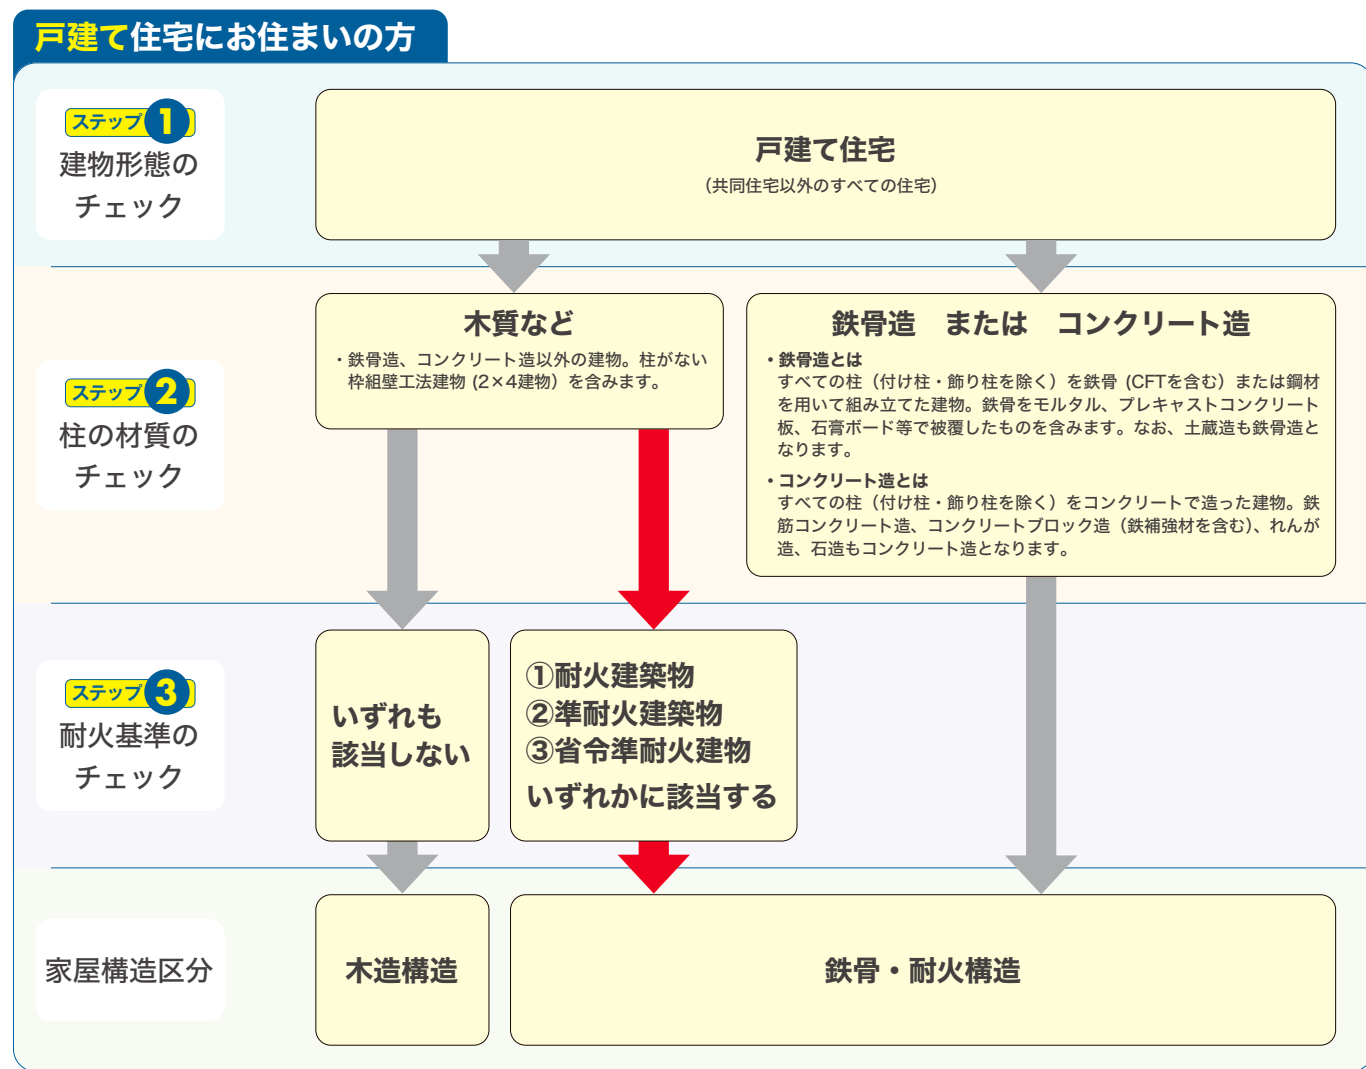 戸建て住宅にお住まいの方
ステップ1
建物形態の
チェック
戸建て住宅
（共同住宅以外のすべての住宅）
ステップ2
柱の材質の
チェック
木質など
・鉄骨造、コンクリート造以外の建物。柱がない
枠組壁工法建物 (2×4建物）を含みます。
鉄骨造　または　コンクリート造
・鉄骨造とは
すべての柱（付け柱・飾り柱を除く）を鉄骨 (CFTを含む）または鋼材
を用いて組み立てた建物。鉄骨をモルタル、プレキャストコンクリート
板、石膏ボード等で被覆したものを含みます。なお、土蔵造も鉄骨造と
なります。
・コンクリート造とは
すべての柱（付け柱・飾り柱を除く）をコンクリートで造った建物。鉄
筋コンクリート造、コンクリートブロック造（鉄補強材を含む）、れんが
造、石造もコンクリート造となります。
ステップ3
耐火基準の
チェック
いずれも
該当しない
①耐火建築物
②準耐火建築物
③省令準耐火建物
いずれかに該当する
家屋構造区分
木造構造
鉄骨・耐火構造